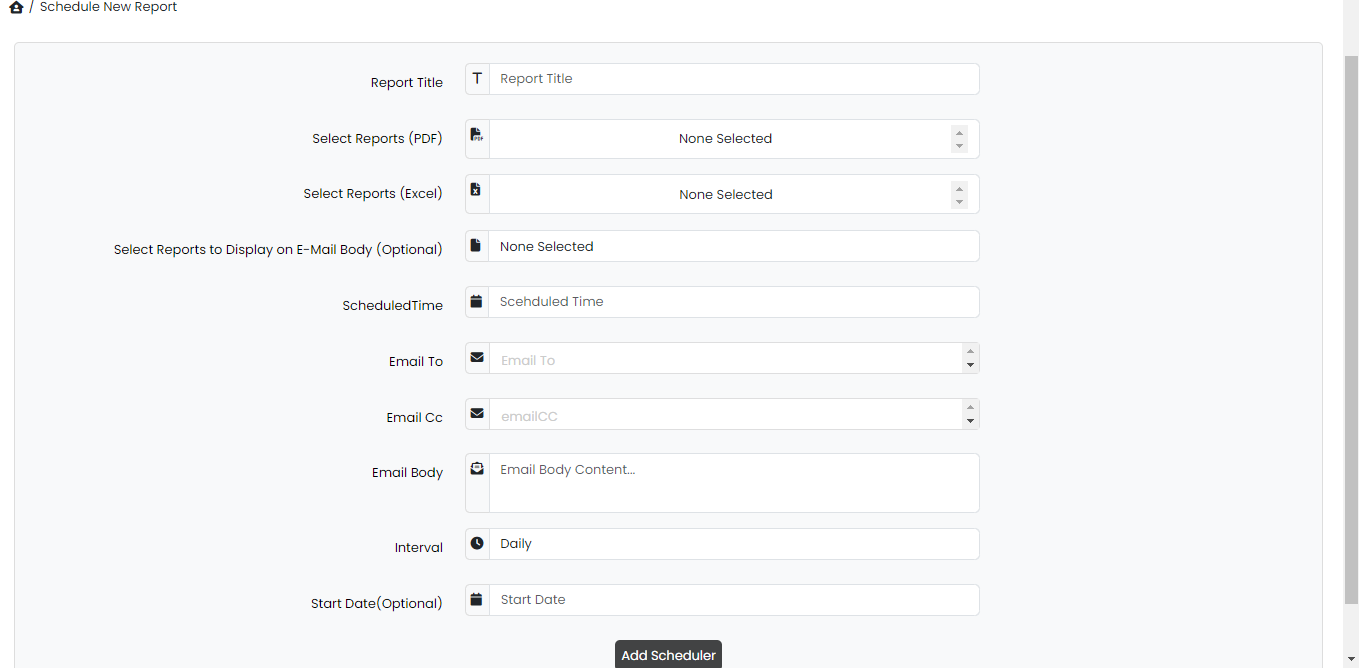 / Schedule New Report
Report Title
T Report Title
Select Reports (PDF)
PDF None Selected
Select Reports (Excel)
X None Selected
Select Reports to Display on E-Mail Body (Optional)
None Selected
ScheduledTime
Scehduled Time
Email To
Email To
Email Cc
emailCC
Email Body
Email Body Content...
Interval
Daily
Start Date(Optional)
Start Date
Add Scheduler